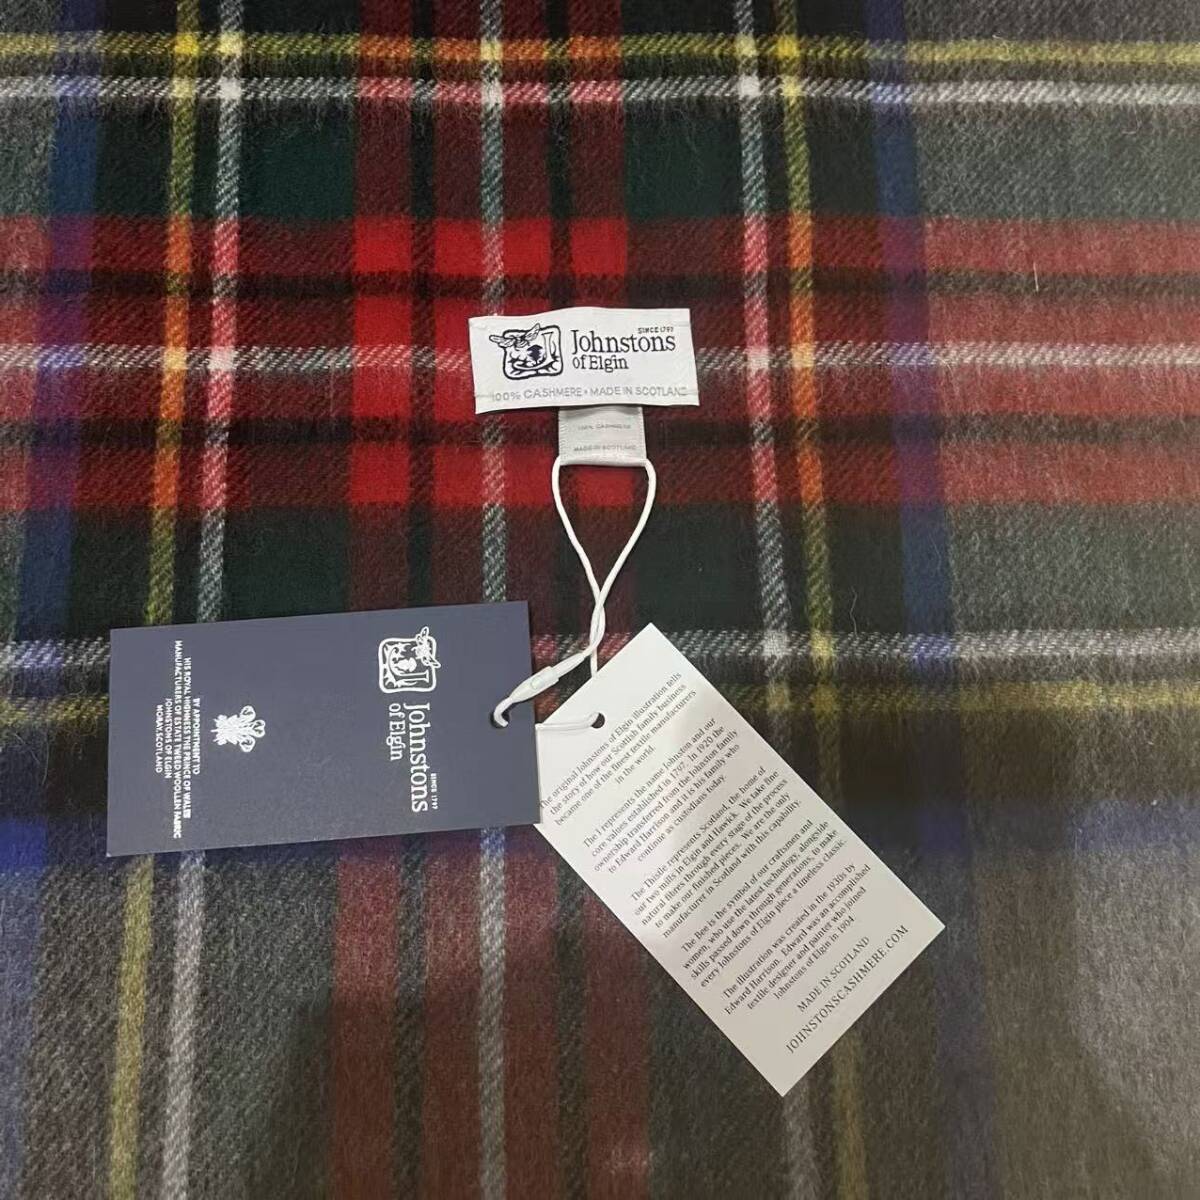 SINCE 1797
Johnstons
of Elgin
100% CASHMERE • MADE IN SCOTLAND
100% CASHMERE
MADE IN SCOTLAND
Johnstons
of Elgin
SINCE 1797
BY APPOINTMENT TO
HIS ROYAL HIGHNESS THE PRINCE OF WALES
MANUFACTURERS OF ESTATE TWEED WOOLLEN FABRIC
JOHNSTONS OF ELGIN
MORAY, SCOTLAND
The original Johnstons of Elgin illustration tells
the story of how our Scottish family business
became one of the finest textile manufacturers
in the world.
The J represents the name Johnston and our
core values established in 1797. In 1920 the
ownership transferred from the Johnston family
to Edward Harrison and it is his family who
continue as custodians today.
The Thistle represents Scotland, the home of
our two mills in Elgin and Hawick. We take fine
natural fibres through every stage of the process
to make our finished pieces. We are the only
manufacturer in Scotland with this capability.
The Bee is the symbol of our craftsmen and
women, who use the latest technology, alongside
skills passed down through generations, to make
every Johnstons of Elgin piece a timeless classic.
The illustration was created in the 1930s by
Edward Harrison. Edward was an accomplished
textile designer and painter who joined
Johnstons of Elgin in 1904
MADE IN SCOTLAND
JOHNSTONSCASHMERE.COM